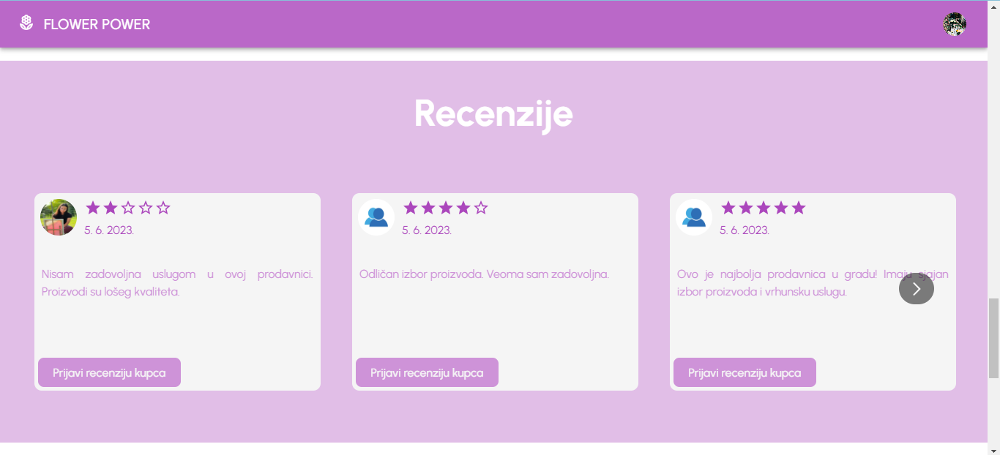 FLOWER POWER
Recenzije
5. 6. 2023.
Nisam zadovoljna uslugom u ovoj prodavnici.
Proizvodi su lošeg kvaliteta.
Prijavi recenziju kupca
5. 6. 2023.
Odličan izbor proizvoda. Veoma sam zadovoljna.
Prijavi recenziju kupca
5. 6. 2023.
Ovo je najbolja prodavnica u gradu! Imaju sjajan
izbor proizvoda i vrhunsku uslugu.
Prijavi recenziju kupca